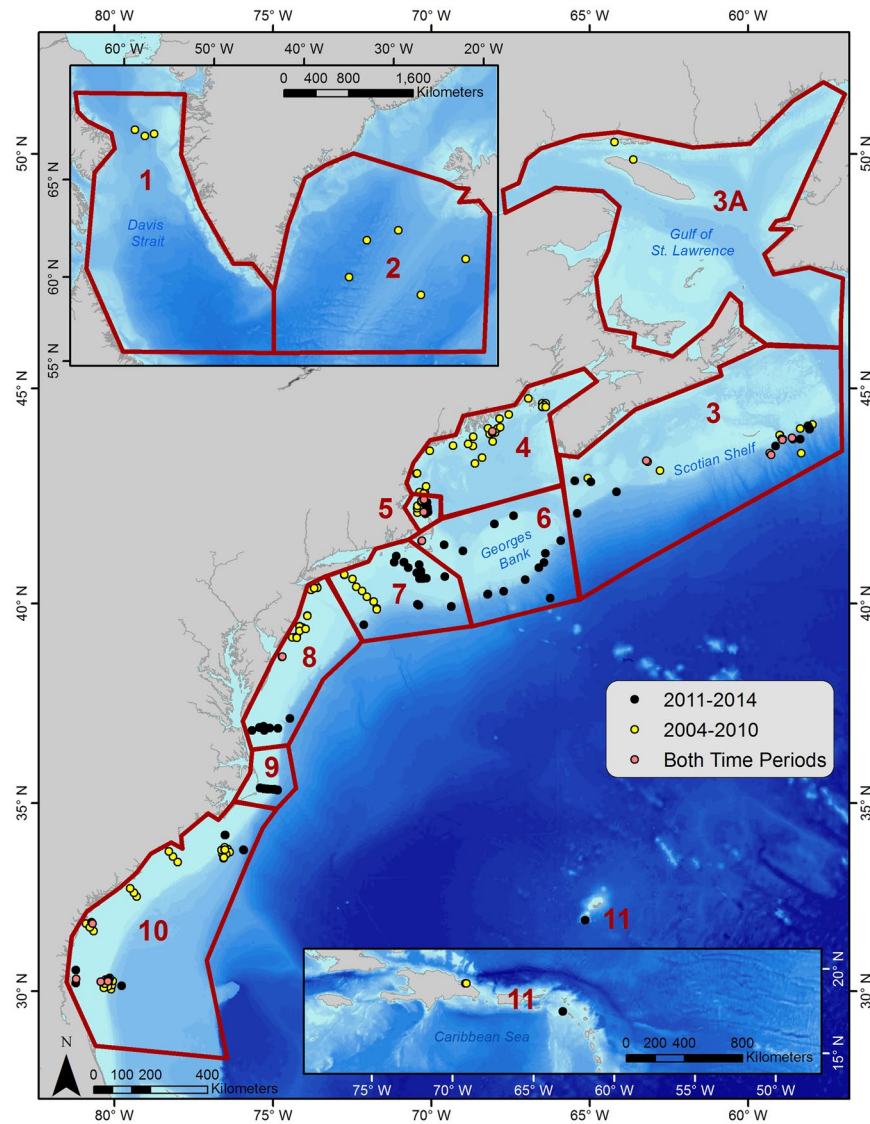 80° W 75° W 70° W 65° W 60° W
60° W 50° W 40° W 30° W 20° W
0 400 800 1,600
Kilometers
50° N
65° N
1
Davis
Strait
2
60° N
55° N
3A
Gulf of
St. Lawrence
45° N
3
4
Scotian Shelf
5
6
Georges
Bank
7
40° N
8
2011-2014
2004-2010
Both Time Periods
9
35° N
10
11
30° N
20° N
11
Caribbean Sea
0 200 400 800
Kilometers
15° N
N
0 100 200 400
Kilometers
75° W 70° W 65° W 60° W 55° W 50° W
80° W 75° W 70° W 65° W 60° W